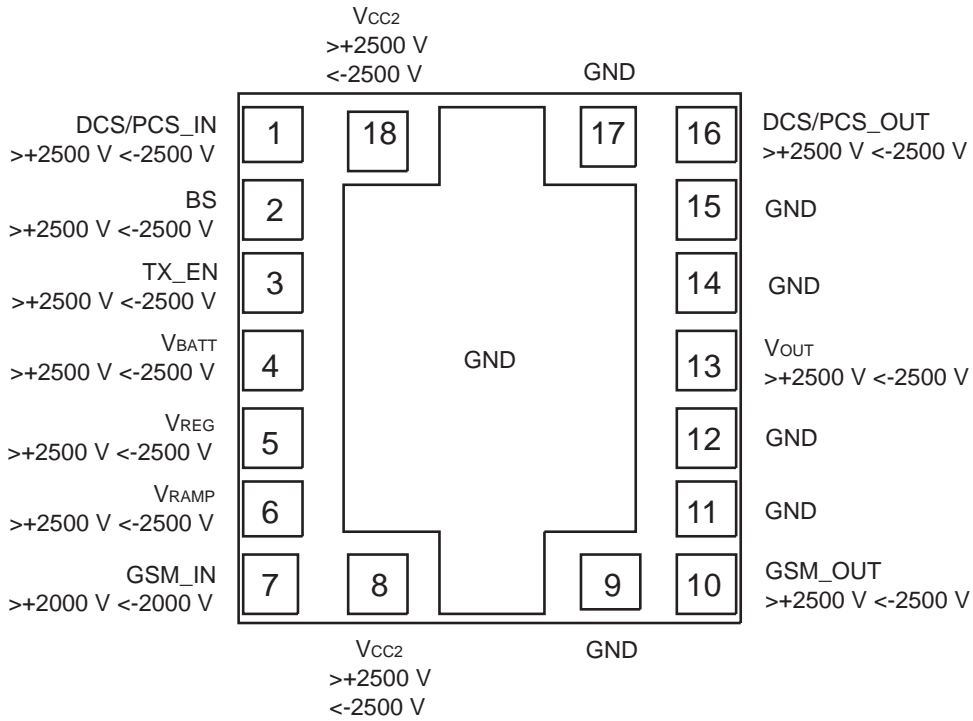 VCC2
>+2500 V
<-2500 V
GND
DCS/PCS_IN
>+2500 V <-2500 V
1
18
17
16
DCS/PCS_OUT
>+2500 V <-2500 V
BS
>+2500 V <-2500 V
2
15
GND
TX_EN
>+2500 V <-2500 V
3
14
GND
VBATT
>+2500 V <-2500 V
4
GND
13
VOUT
>+2500 V <-2500 V
VREG
>+2500 V <-2500 V
5
12
GND
VRAMP
>+2500 V <-2500 V
6
11
GND
GSM_IN
>+2000 V <-2000 V
7
8
9
10
GSM_OUT
>+2500 V <-2500 V
VCC2
>+2500 V
<-2500 V
GND